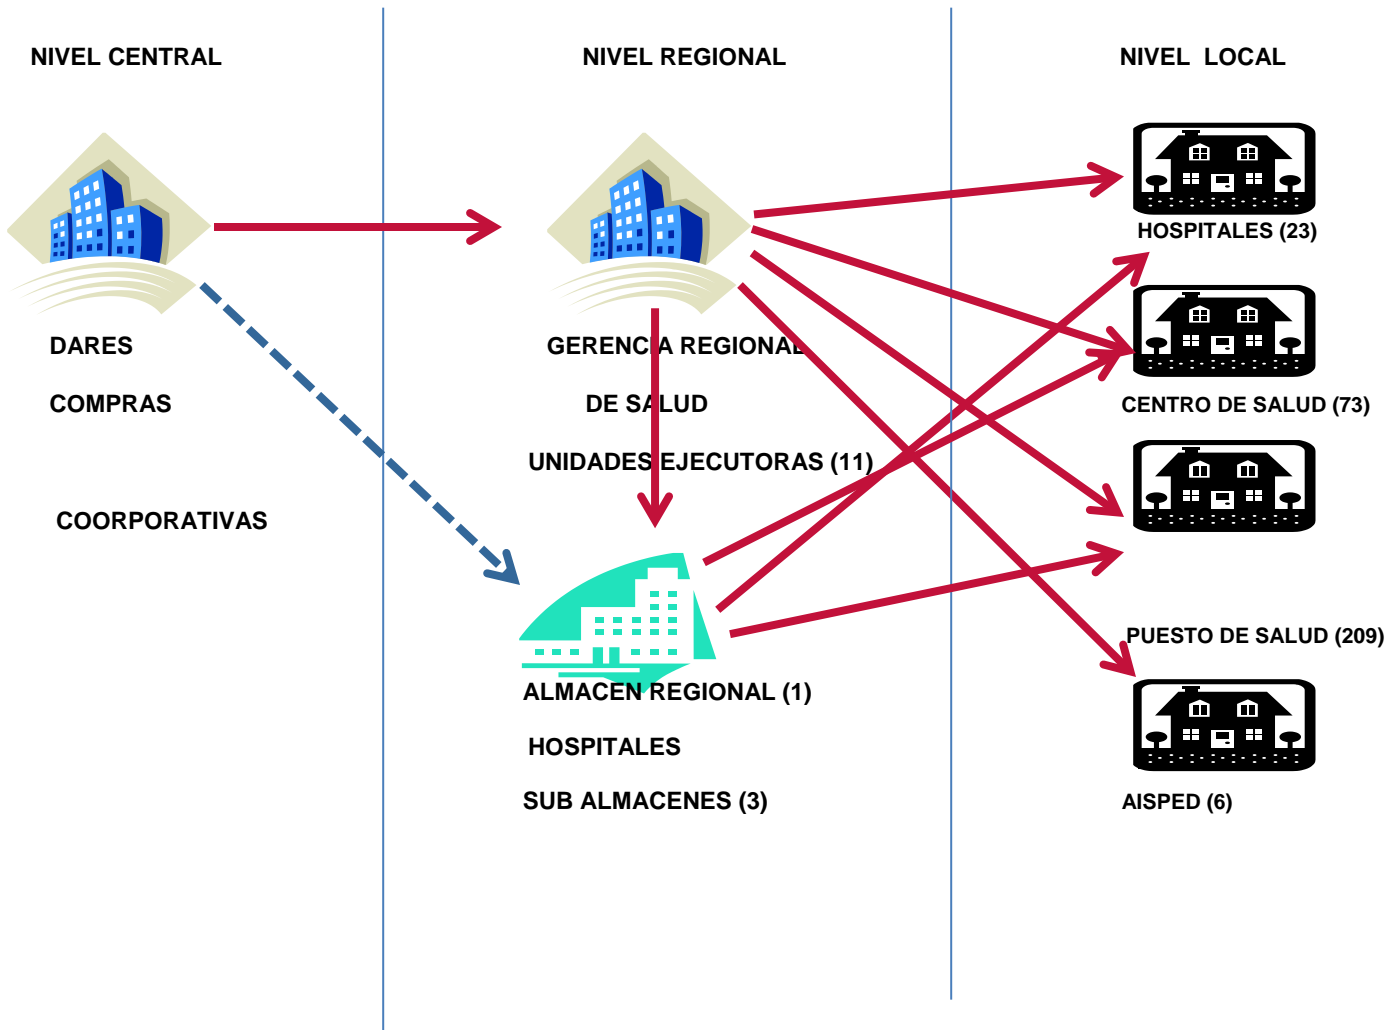 NIVEL CENTRAL
NIVEL REGIONAL
NIVEL LOCAL
DARES
COMPRAS
COORPORATIVAS
GERENCIA REGIONAL
DE SALUD
UNIDADES EJECUTORAS (11)
ALMACEN REGIONAL (1)
HOSPITALES
SUB ALMACENES (3)
HOSPITALES (23)
CENTRO DE SALUD (73)
PUESTO DE SALUD (209)
AISPED (6)